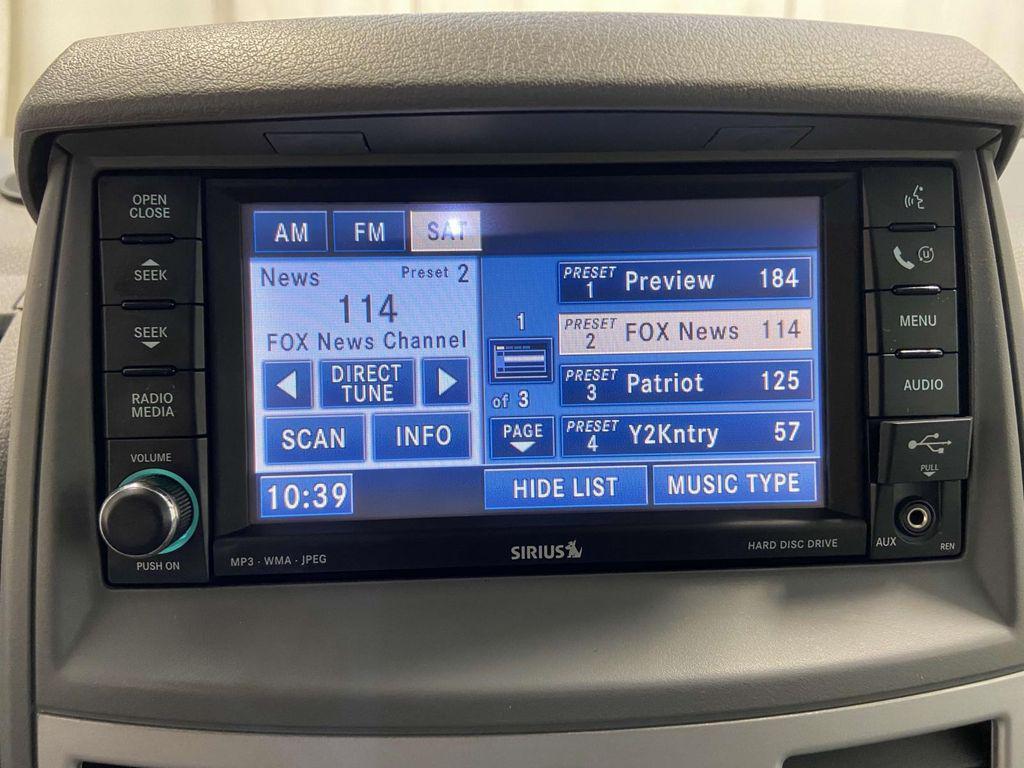 OPEN
CLOSE
SEEK
SEEK
RADIO
MEDIA
VOLUME
PUSH ON
AM FM SAT
News Preset 2
114
FOX News Channel
DIRECT
TUNE
SCAN INFO
10:39
1
of 3
PAGE
PRESET 1 Preview 184
PRESET 2 FOX News 114
PRESET 3 Patriot 125
PRESET 4 Y2Kntry 57
HIDE LIST MUSIC TYPE
MP3 · WMA · JPEG
SIRIUS
HARD DISC DRIVE
MENU
AUDIO
PULL
AUX
REN